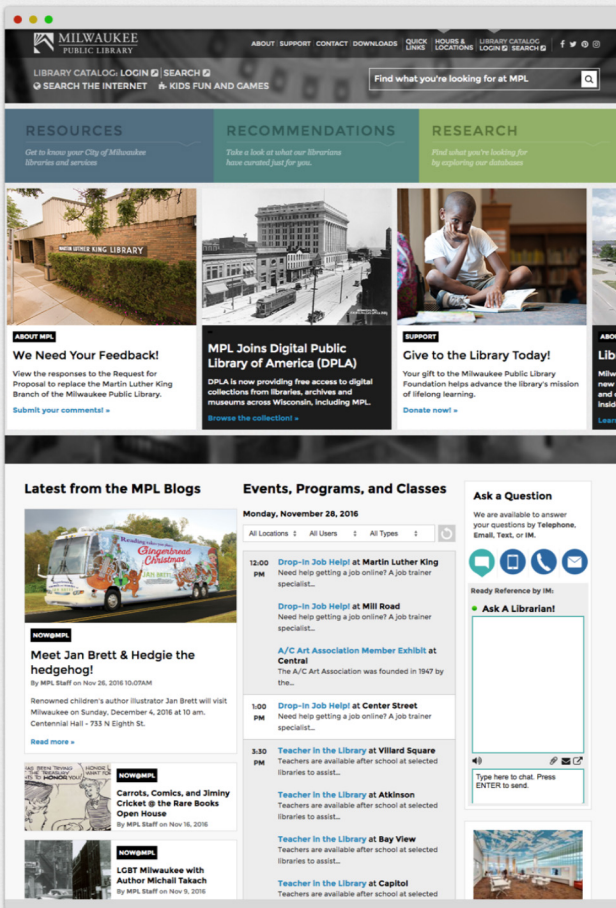 MILWAUKEE
PUBLIC LIBRARY
ABOUT SUPPORT CONTACT DOWNLOADS
QUICK
LINKS
HOURS &
LOCATIONS
LIBRARY CATALOG
LOGIN SEARCH
LIBRARY CATALOG: LOGIN SEARCH
SEARCH THE INTERNET KIDS FUN AND GAMES
Find what you're looking for at MPL
RESOURCES
Get to know your City of Milwaukee
libraries and services
RECOMMENDATIONS
Take a look at what our librarians
have curated just for you.
RESEARCH
Find what you're looking for
by exploring our databases
MARTIN LUTHER KING LIBRARY
ABOUT MPL
We Need Your Feedback!
View the responses to the Request for
Proposal to replace the Martin Luther King
Branch of the Milwaukee Public Library.
Submit your comments! »
MPL Joins Digital Public
Library of America (DPLA)
DPLA is now providing free access to digital
collections from libraries, archives and
museums across Wisconsin, including MPL.
Browse the collection! »
SUPPORT
Give to the Library Today!
Your gift to the Milwaukee Public Library
Foundation helps advance the library's mission
of lifelong learning.
Donate now! »
ABO
Lib
Milw
new
and
insid
Learn
Latest from the MPL Blogs
Reading takes you
Gingerbread
Christmas
JAN BRETT
NOW@MPL
Meet Jan Brett & Hedgie the
hedgehog!
By MPL Staff on Nov 26, 2016 10:07AM
Renowned children's author illustrator Jan Brett will visit
Milwaukee on Sunday, December 4, 2016 at 10 am.
Centennial Hall - 733 N Eighth St.
Read more »
NOW@MPL
Carrots, Comics, and Jiminy
Cricket @ the Rare Books
Open House
By MPL Staff on Nov 16, 2016
NOW@MPL
LGBT Milwaukee with
Author Michail Takach
By MPL Staff on Nov 9, 2016
Events, Programs, and Classes
Monday, November 28, 2016
All Locations All Users All Types
12:00
PM
Drop-In Job Help! at Martin Luther King
Need help getting a job online? A job trainer
specialist...
Drop-In Job Help! at Mill Road
Need help getting a job online? A job trainer
specialist...
A/C Art Association Member Exhibit at
Central
The A/C Art Association was founded in 1947 by
the...
1:00
PM
Drop-In Job Help! at Center Street
Need help getting a job online? A job trainer
specialist...
3:30
PM
Teacher in the Library at Villard Square
Teachers are available after school at selected
libraries to assist...
Teacher in the Library at Atkinson
Teachers are available after school at selected
libraries to assist...
Teacher in the Library at Bay View
Teachers are available after school at selected
libraries to assist...
Teacher in the Library at Capitol
Teachers are available after school at selected
Ask a Question
We are available to answer
your questions by Telephone,
Email, Text, or IM.
Ready Reference by IM:
Ask A Librarian!
Type here to chat. Press
ENTER to send.